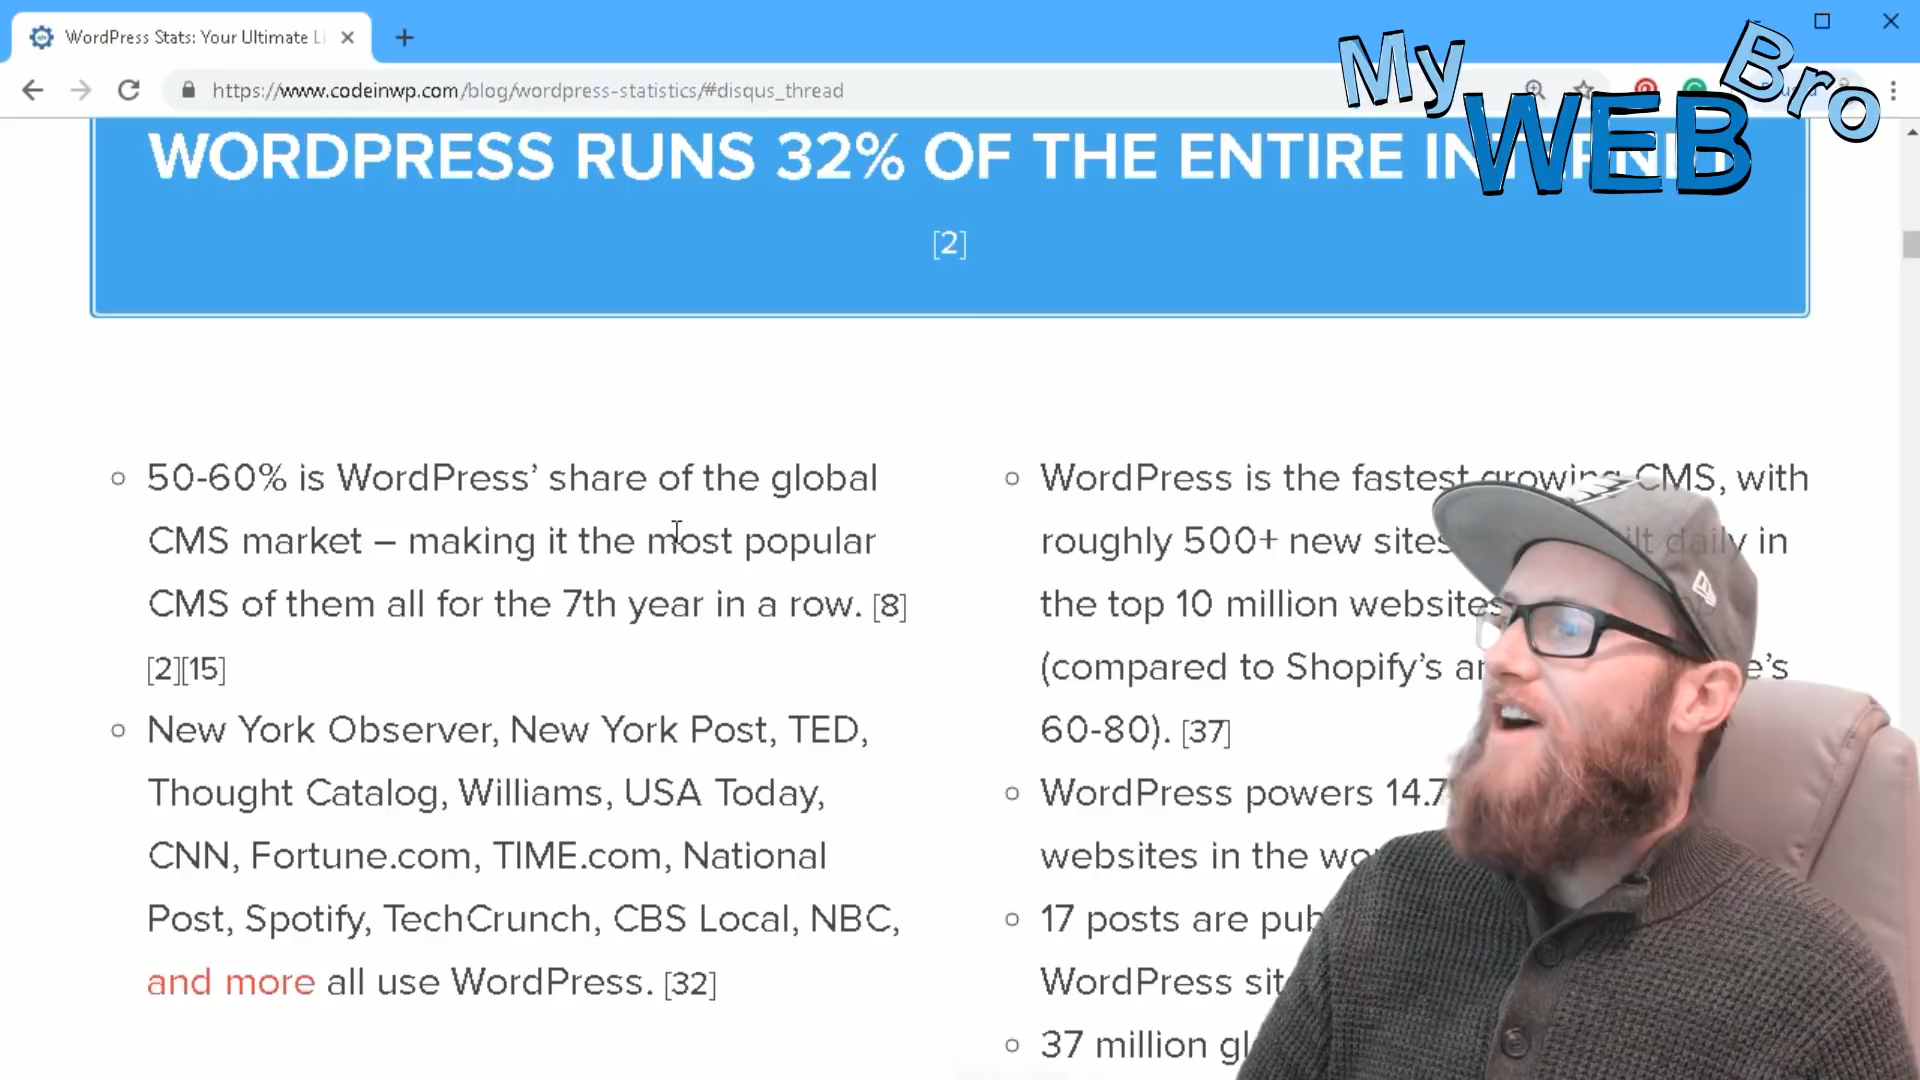 WordPress Stats: Your Ultimate Li
https://www.codeinwp.com/blog/wordpress-statistics/#disqus_thread
My WEB Bro
WORDPRESS RUNS 32% OF THE ENTIRE
[2]
50-60% is WordPress’ share of the global
CMS market – making it the most popular
CMS of them all for the 7th year in a row. [8]
[2][15]
New York Observer, New York Post, TED,
Thought Catalog, Williams, USA Today,
CNN, Fortune.com, TIME.com, National
Post, Spotify, TechCrunch, CBS Local, NBC,
and more all use WordPress. [32]
WordPress is the fastest growing CMS, with
roughly 500+ new sites daily in
the top 10 million websites
(compared to Shopify’s
60-80). [37]
WordPress powers 14.7
websites in the
17 posts are
WordPress
37 million